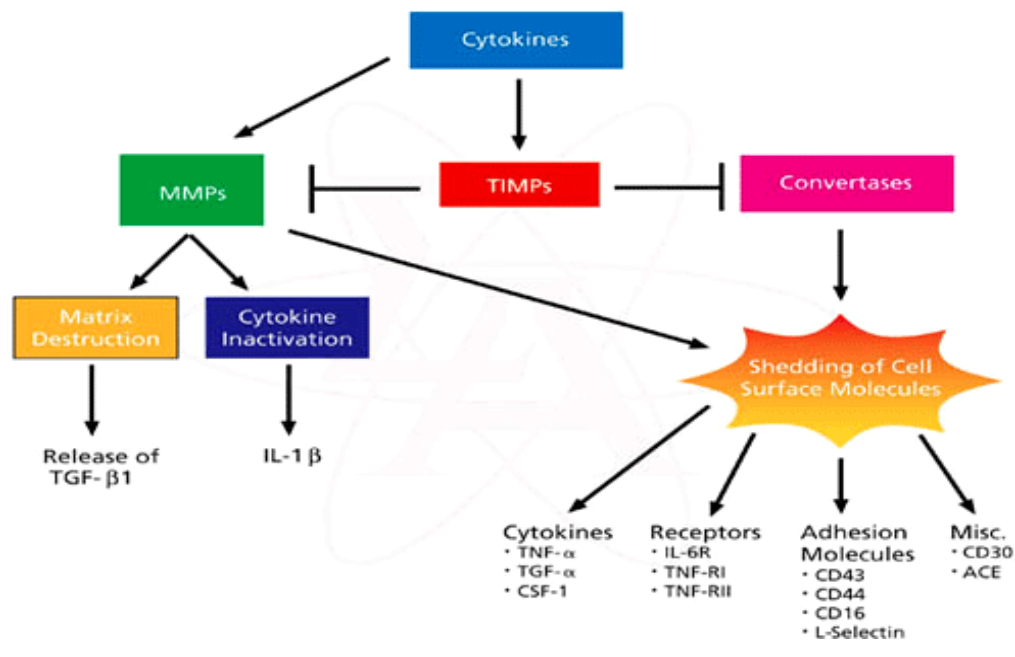 Cytokines
MMPs
TIMPs
Convertases
Matrix
Destruction
Cytokine
Inactivation
Shedding of Cell
Surface Molecules
Release of
TGF-β1
IL-1β
Cytokines
· TNF-α
· TGF-α
· CSF-1
Receptors
· IL-6R
· TNF-RI
· TNF-RII
Adhesion
Molecules
· CD43
· CD44
· CD16
· L-Selectin
Misc.
· CD30
· ACE